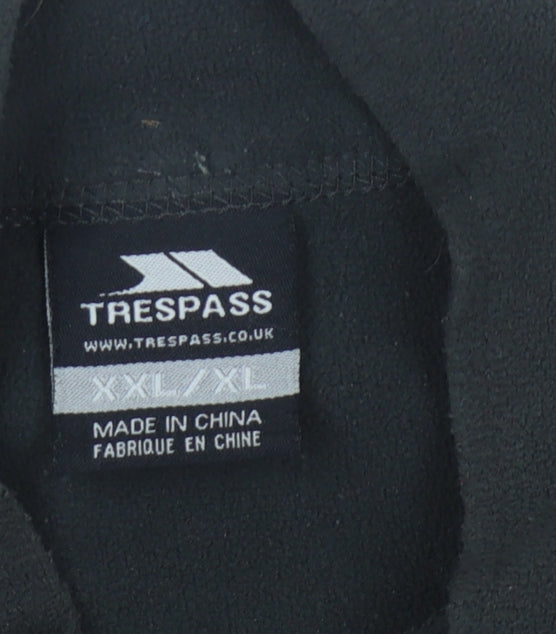 TRESPASS
WWW.TRESPASS.CO.UK
XXL/XL
MADE IN CHINA
FABRIQUE EN CHINE